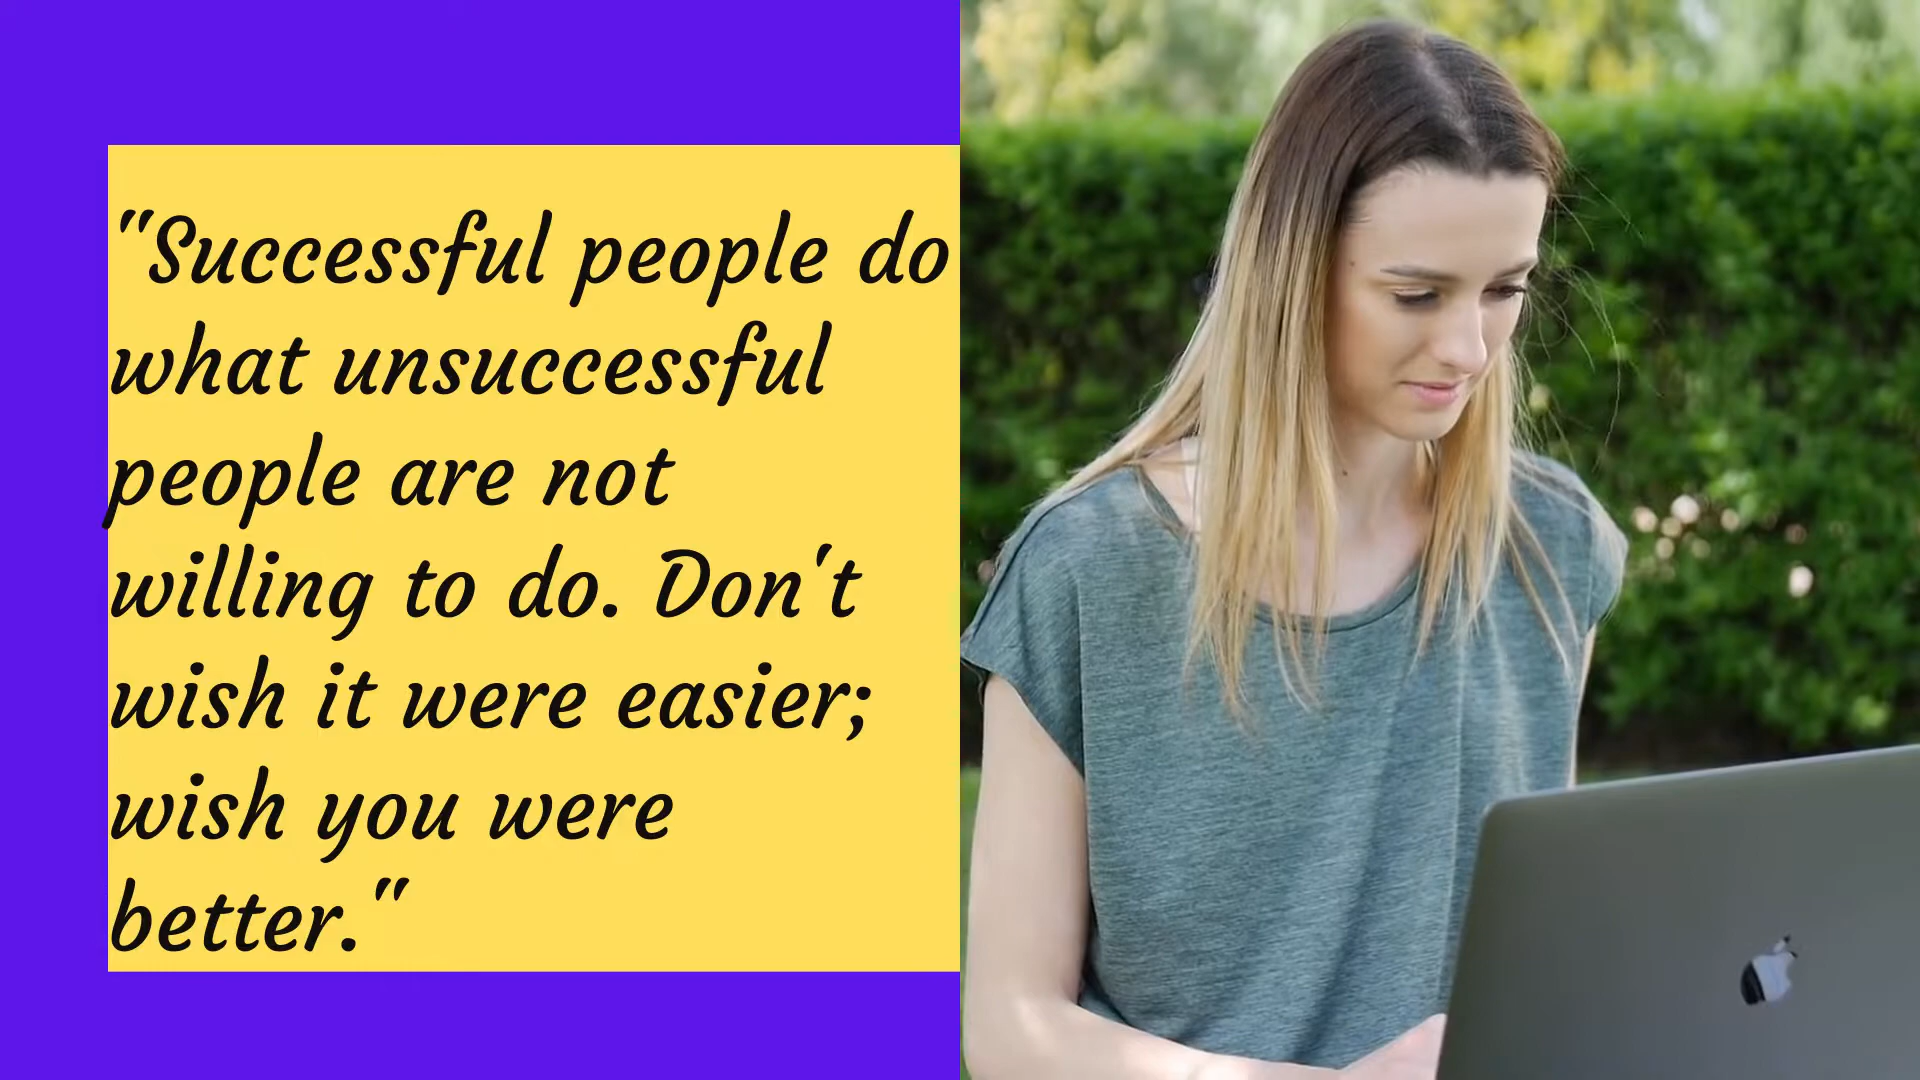 "Successful people do
what unsuccessful
people are not
willing to do. Don't
wish it were easier;
wish you were
better."